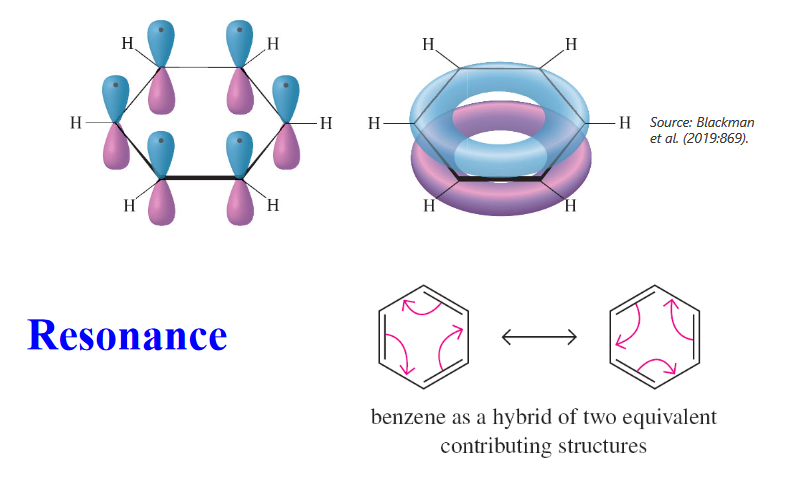 H H
H H
H H
H H
H H
H H
Source: Blackman
et al. (2019:869).
Resonance
benzene as a hybrid of two equivalent
contributing structures